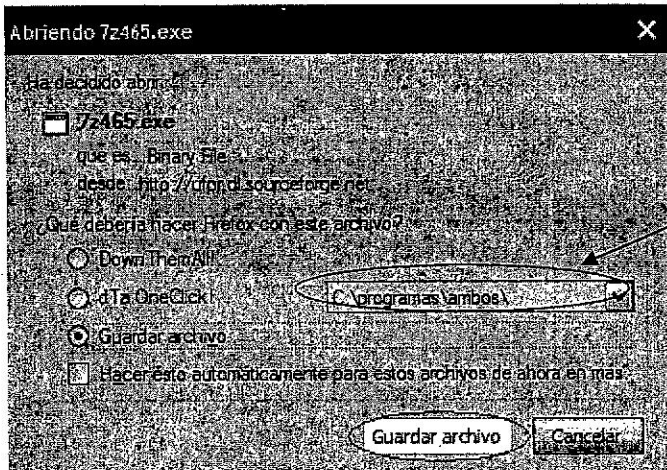 Abriendo 7z465.exe
Ha decidido abrir
7z465.exe
que es: Binary File
desde: http://ufpr.dl.sourceforge.net
¿Qué debería hacer Firefox con este archivo?
DownThemAll!
dTa OneClick!
C:\programas\ambos\
Guardar archivo
Hacer ésto automáticamente para estos archivos de ahora en más.
Guardar archivo
Cancelar